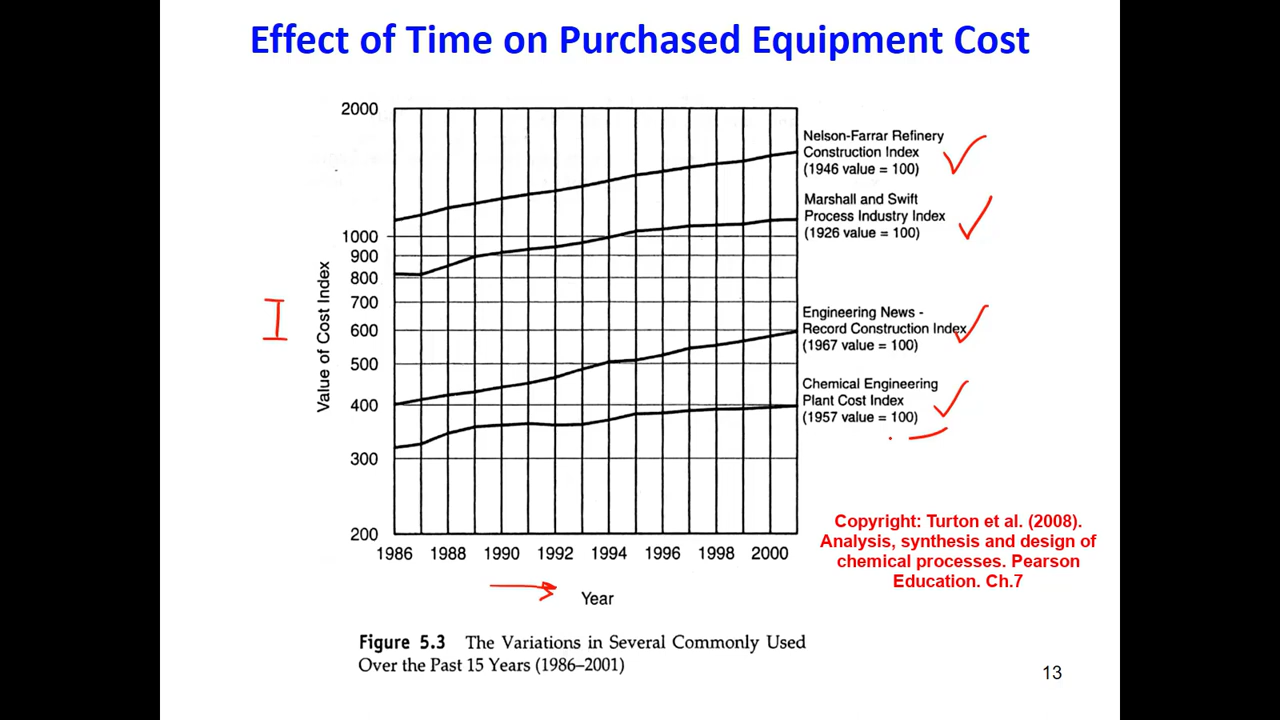 Effect of Time on Purchased Equipment Cost
2000
1000
900
800
700
600
500
400
300
200
Value of Cost Index
I
Nelson-Farrar Refinery
Construction Index
(1946 value = 100)
Marshall and Swift
Process Industry Index
(1926 value = 100)
Engineering News -
Record Construction Index
(1967 value = 100)
Chemical Engineering
Plant Cost Index
(1957 value = 100)
1986 1988 1990 1992 1994 1996 1998 2000
Year
Copyright: Turton et al. (2008).
Analysis, synthesis and design of
chemical processes. Pearson
Education. Ch.7
Figure 5.3 The Variations in Several Commonly Used
Over the Past 15 Years (1986–2001)
13